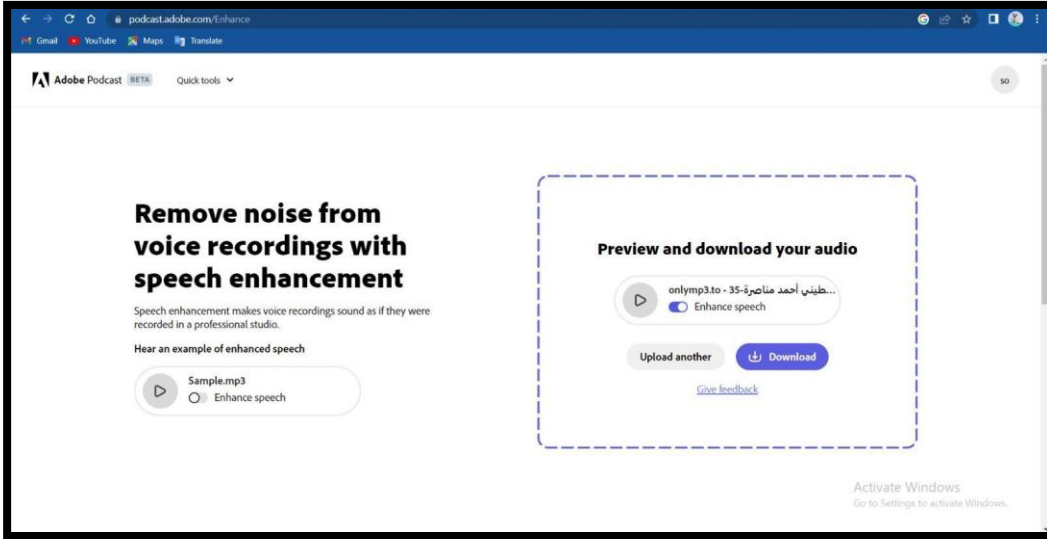 podcast.adobe.com/Enhance
Gmail YouTube Maps Translate
Adobe Podcast BETA Quick tools
so
Remove noise from
voice recordings with
speech enhancement
Speech enhancement makes voice recordings sound as if they were
recorded in a professional studio.
Hear an example of enhanced speech
Sample.mp3
Enhance speech
Preview and download your audio
onlymp3.to - 35-طيني أحمد مناصرة...
Enhance speech
Upload another Download
Give feedback
Activate Windows
Go to Settings to activate Windows.